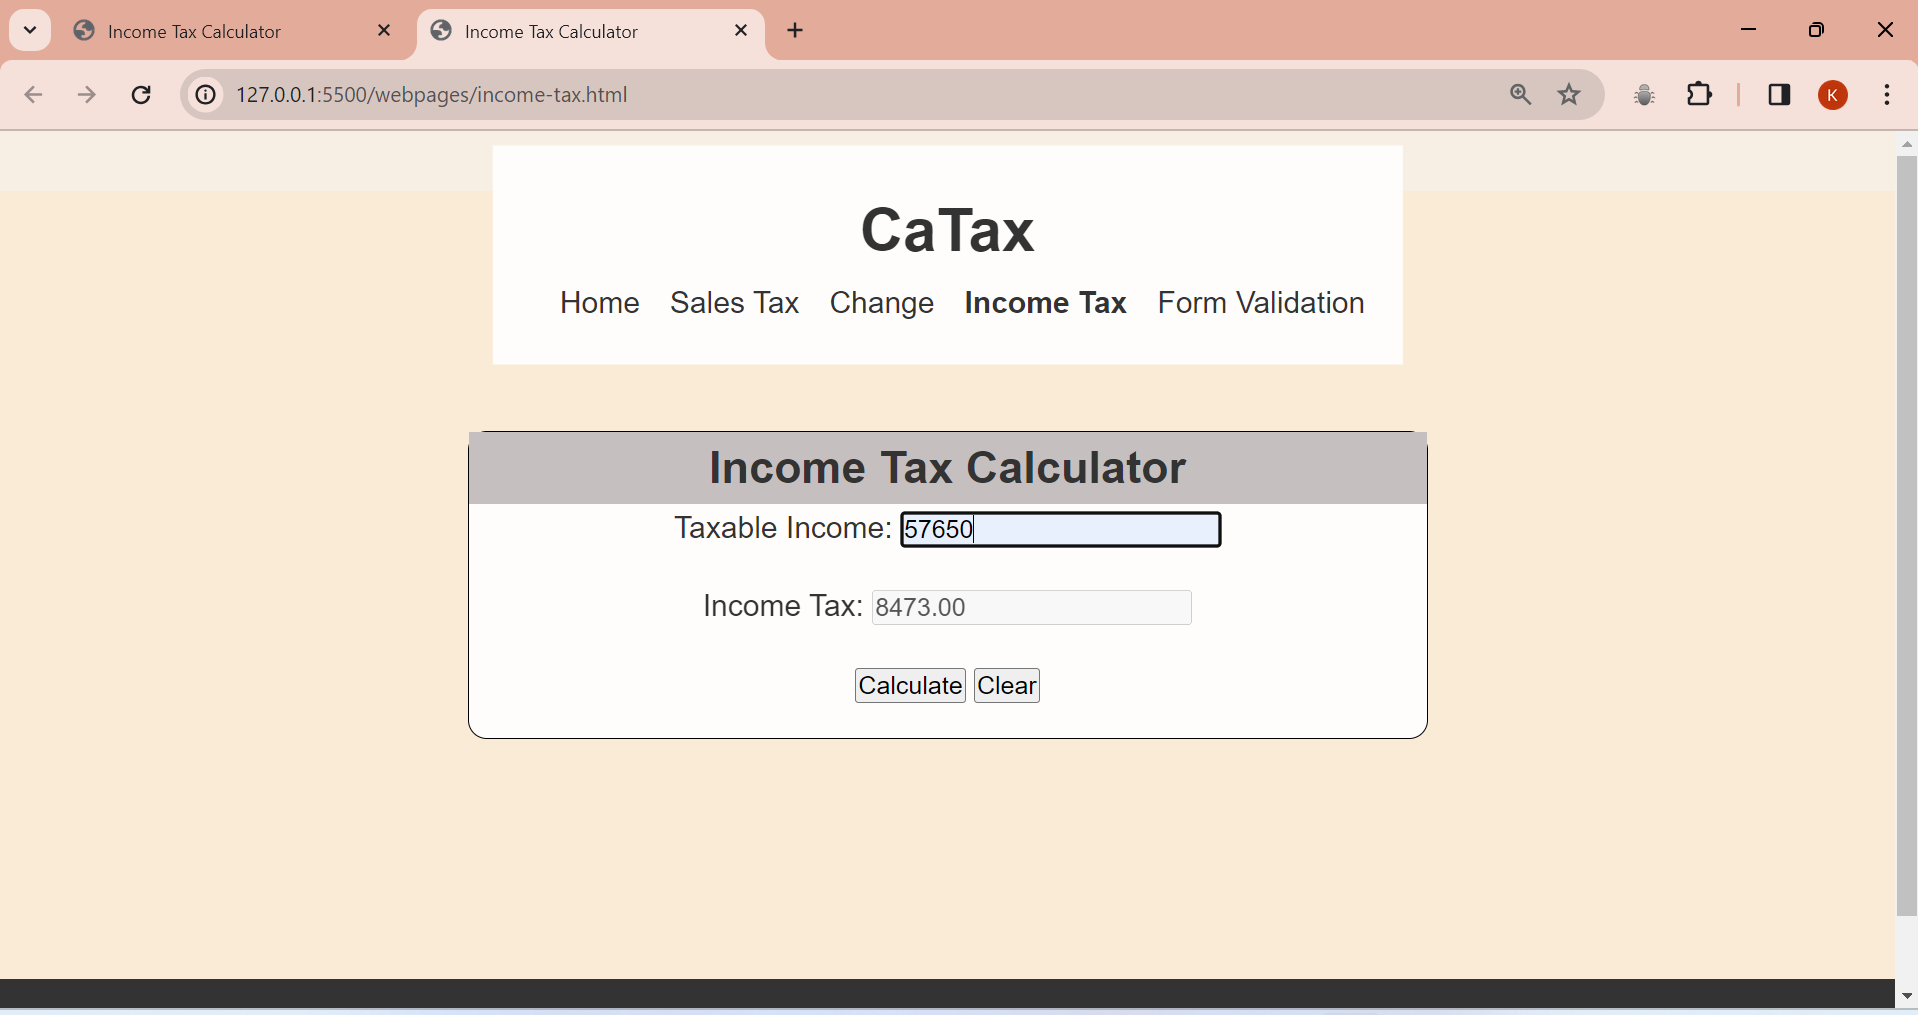 Income Tax Calculator Income Tax Calculator
127.0.0.1:5500/webpages/income-tax.html K
CaTax
Home Sales Tax Change Income Tax Form Validation
Income Tax Calculator
Taxable Income: 57650
Income Tax: 8473.00
Calculate Clear